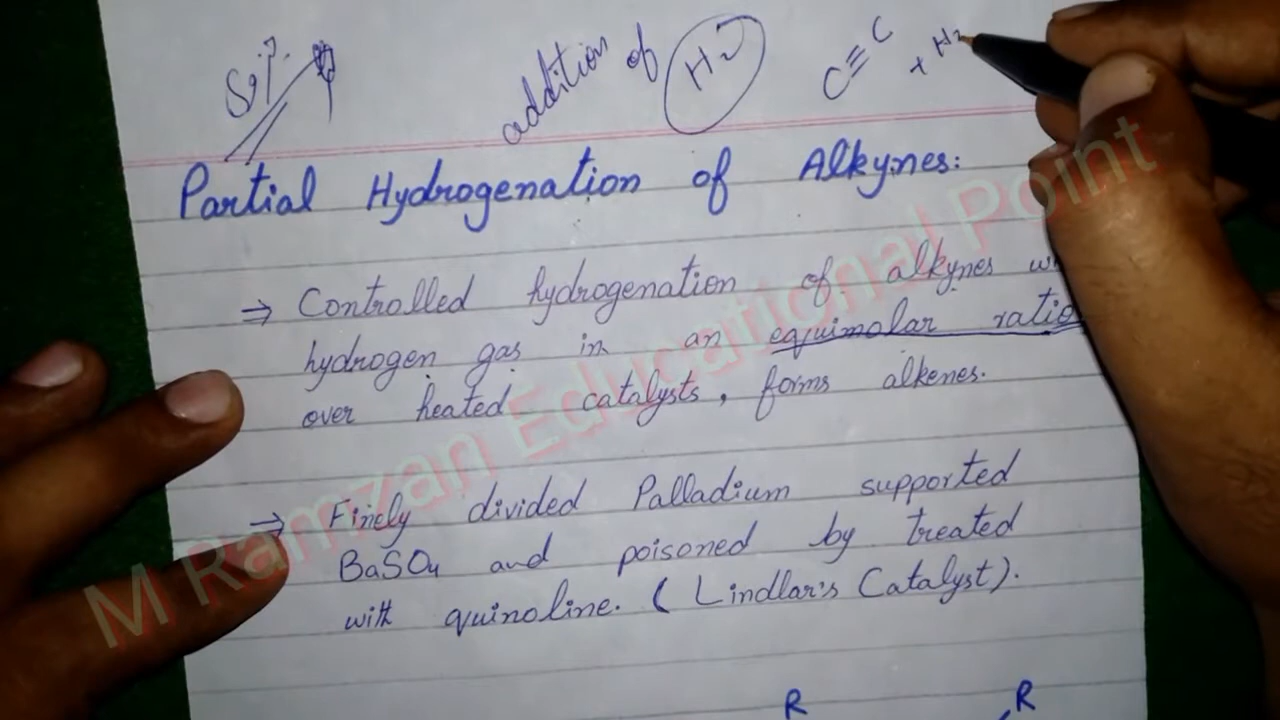 50%
addition of H2
C≡C + H2
Partial Hydrogenation of Alkynes:
⇒ Controlled hydrogenation of alkynes
hydrogen gas in an equimolar ratio
over heated catalysts, forms alkenes.
⇒ Finely divided Palladium supported
BaSO4 and poisoned by treated
with quinoline. (Lindlar's Catalyst).
R R
M Ramzan Educational Point